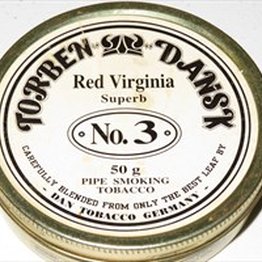 TORBEN DANSK
Red Virginia
Superb
No. 3
50 g
PIPE SMOKING
TOBACCO
CAREFULLY BLENDED FROM ONLY THE BEST LEAF BY
- DAN TOBACCO GERMANY -